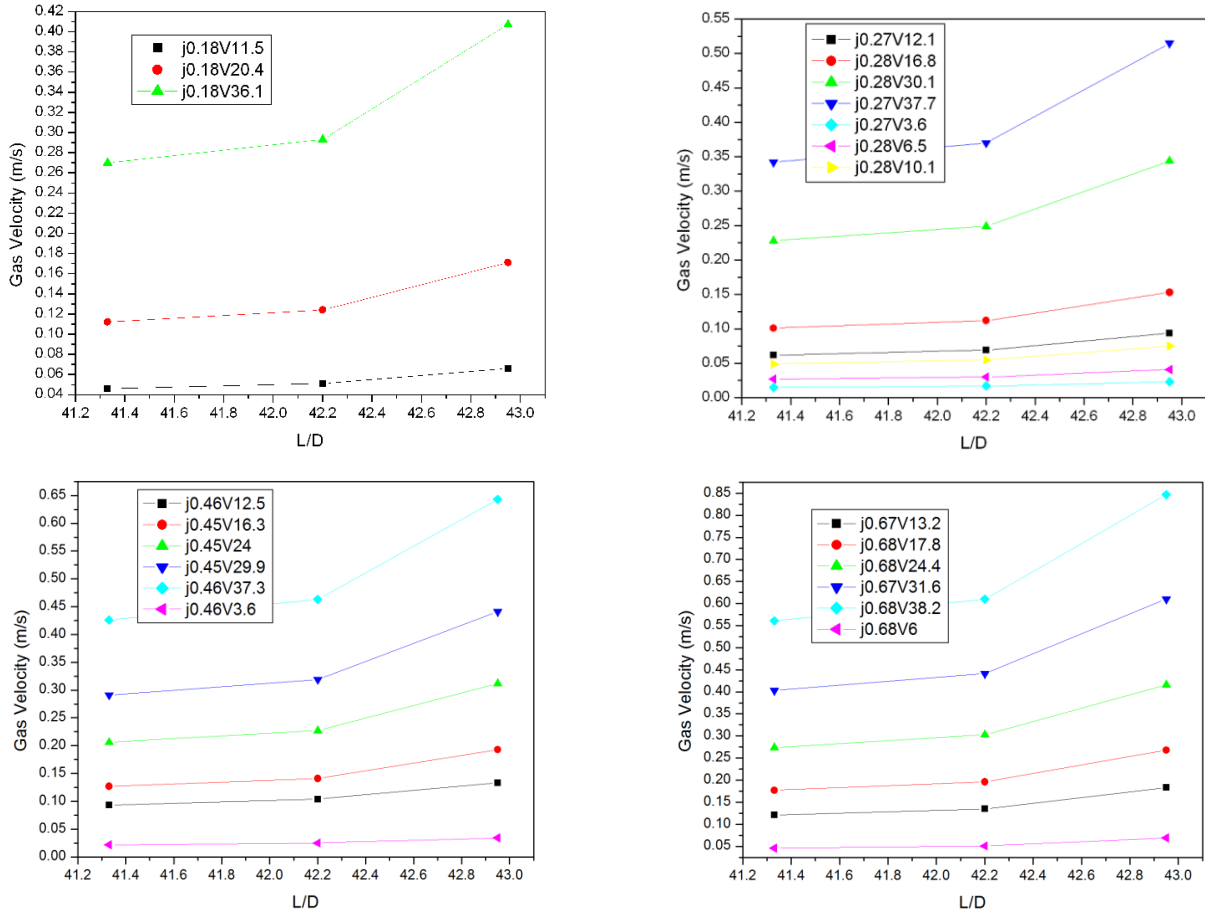 j0.18V11.5
j0.18V20.4
j0.18V36.1
0.42
0.40
0.38
0.36
0.34
0.32
0.30
0.28
0.26
0.24
0.22
0.20
0.18
0.16
0.14
0.12
0.10
0.08
0.06
0.04
Gas Velocity (m/s)
41.2 41.4 41.6 41.8 42.0 42.2 42.4 42.6 42.8 43.0
L/D
j0.27V12.1
j0.28V16.8
j0.28V30.1
j0.27V37.7
j0.27V3.6
j0.28V6.5
j0.28V10.1
0.55
0.50
0.45
0.40
0.35
0.30
0.25
0.20
0.15
0.10
0.05
0.00
Gas Velocity (m/s)
41.2 41.4 41.6 41.8 42.0 42.2 42.4 42.6 42.8 43.0
L/D
j0.46V12.5
j0.45V16.3
j0.45V24
j0.45V29.9
j0.46V37.3
j0.46V3.6
0.65
0.60
0.55
0.50
0.45
0.40
0.35
0.30
0.25
0.20
0.15
0.10
0.05
0.00
Gas Velocity (m/s)
41.2 41.4 41.6 41.8 42.0 42.2 42.4 42.6 42.8 43.0
L/D
j0.67V13.2
j0.68V17.8
j0.68V24.4
j0.67V31.6
j0.68V38.2
j0.68V6
0.85
0.80
0.75
0.70
0.65
0.60
0.55
0.50
0.45
0.40
0.35
0.30
0.25
0.20
0.15
0.10
0.05
Gas Velocity (m/s)
41.2 41.4 41.6 41.8 42.0 42.2 42.4 42.6 42.8 43.0
L/D